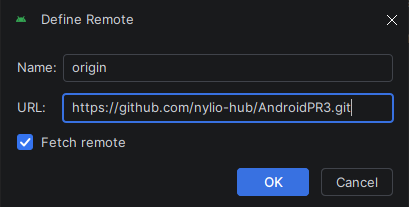 Define Remote
Name: origin
URL: https://github.com/nylio-hub/AndroidPR3.git
Fetch remote
OK Cancel